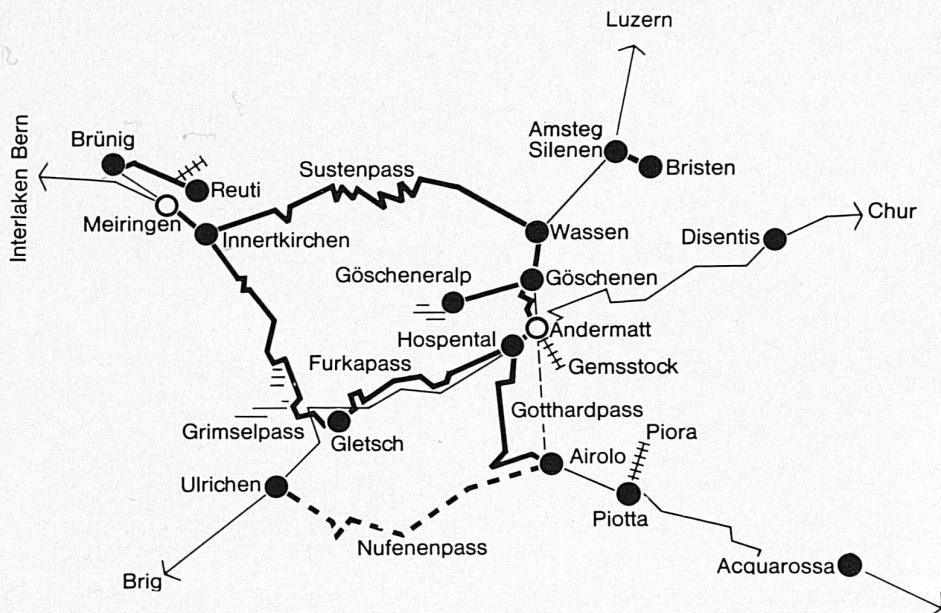 Luzern
Amsteg
Silenen
Bristen
Brünig
Reuti
Interlaken Bern
Meiringen
Innertkirchen
Sustenpass
Wassen
Disentis
Chur
Göscheneralp
Göschenen
Andermatt
Hospental
Gemsstock
Furkapass
Gotthardpass
Grimselpass
Gletsch
Piora
Airolo
Ulrichen
Piotta
Nufenenpass
Acquarossa
Brig